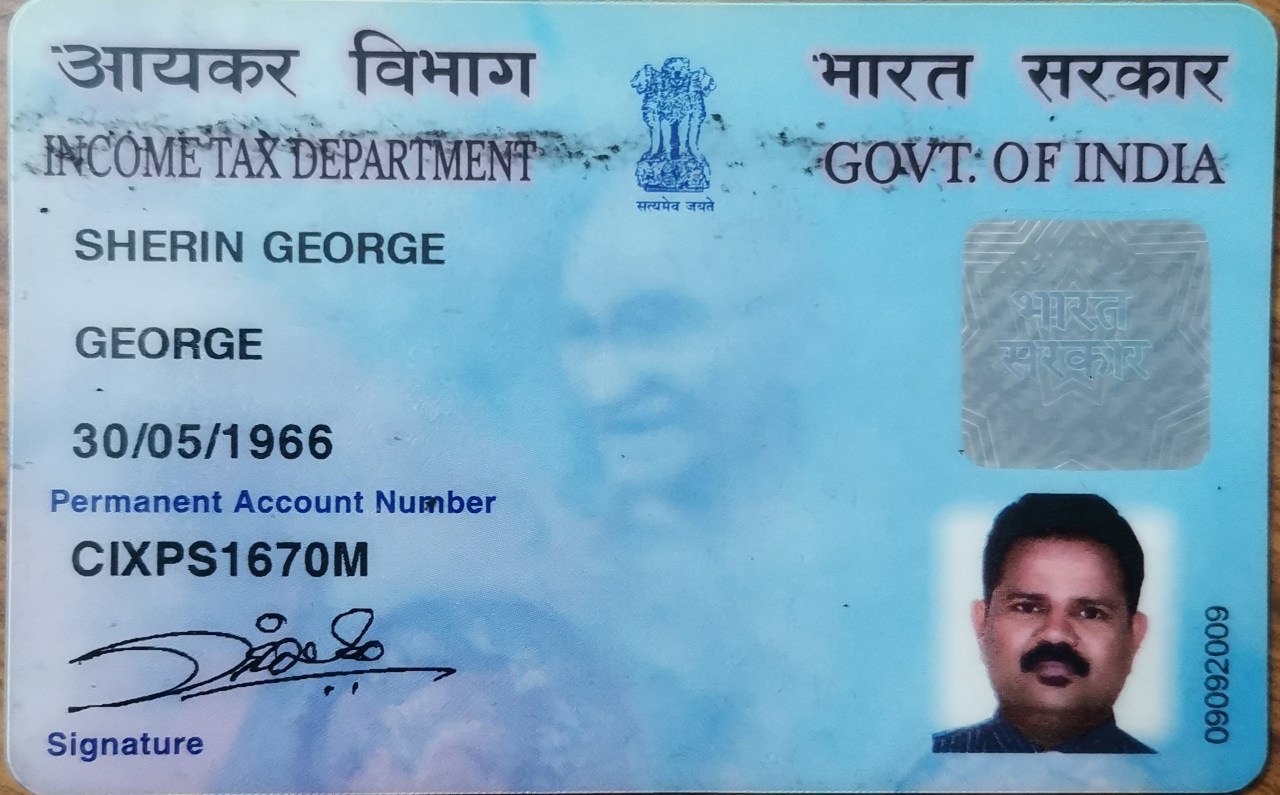 आयकर विभाग
भारत सरकार
INCOME TAX DEPARTMENT
GOVT. OF INDIA
सत्यमेव जयते
SHERIN GEORGE
GEORGE
भारत
सरकार
30/05/1966
Permanent Account Number
CIXPS1670M
09092009
Signature